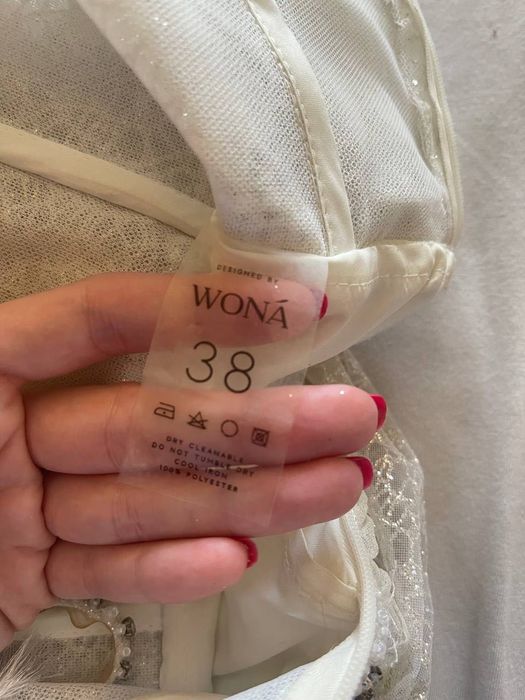 DESIGNED BY
WONÁ
38
DRY CLEANABLE
DO NOT TUMBLE DRY
COOL IRON
100% POLYESTER